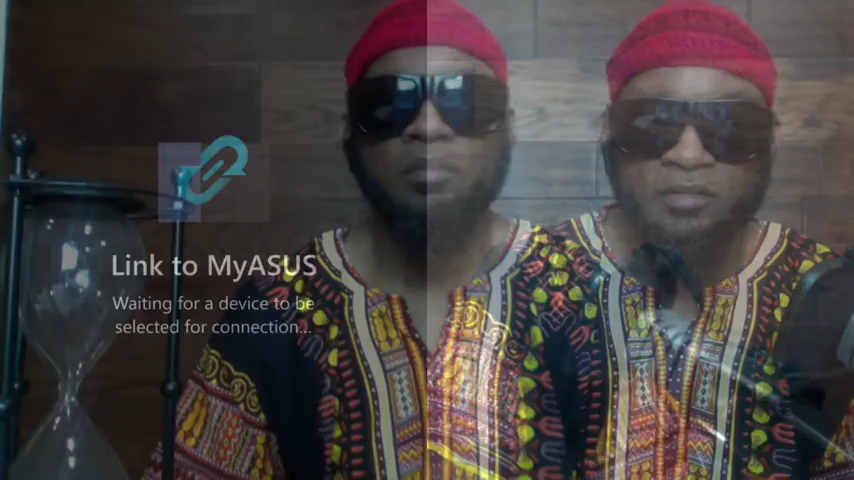 Link to MyASUS
Waiting for a device to be
selected for connection...